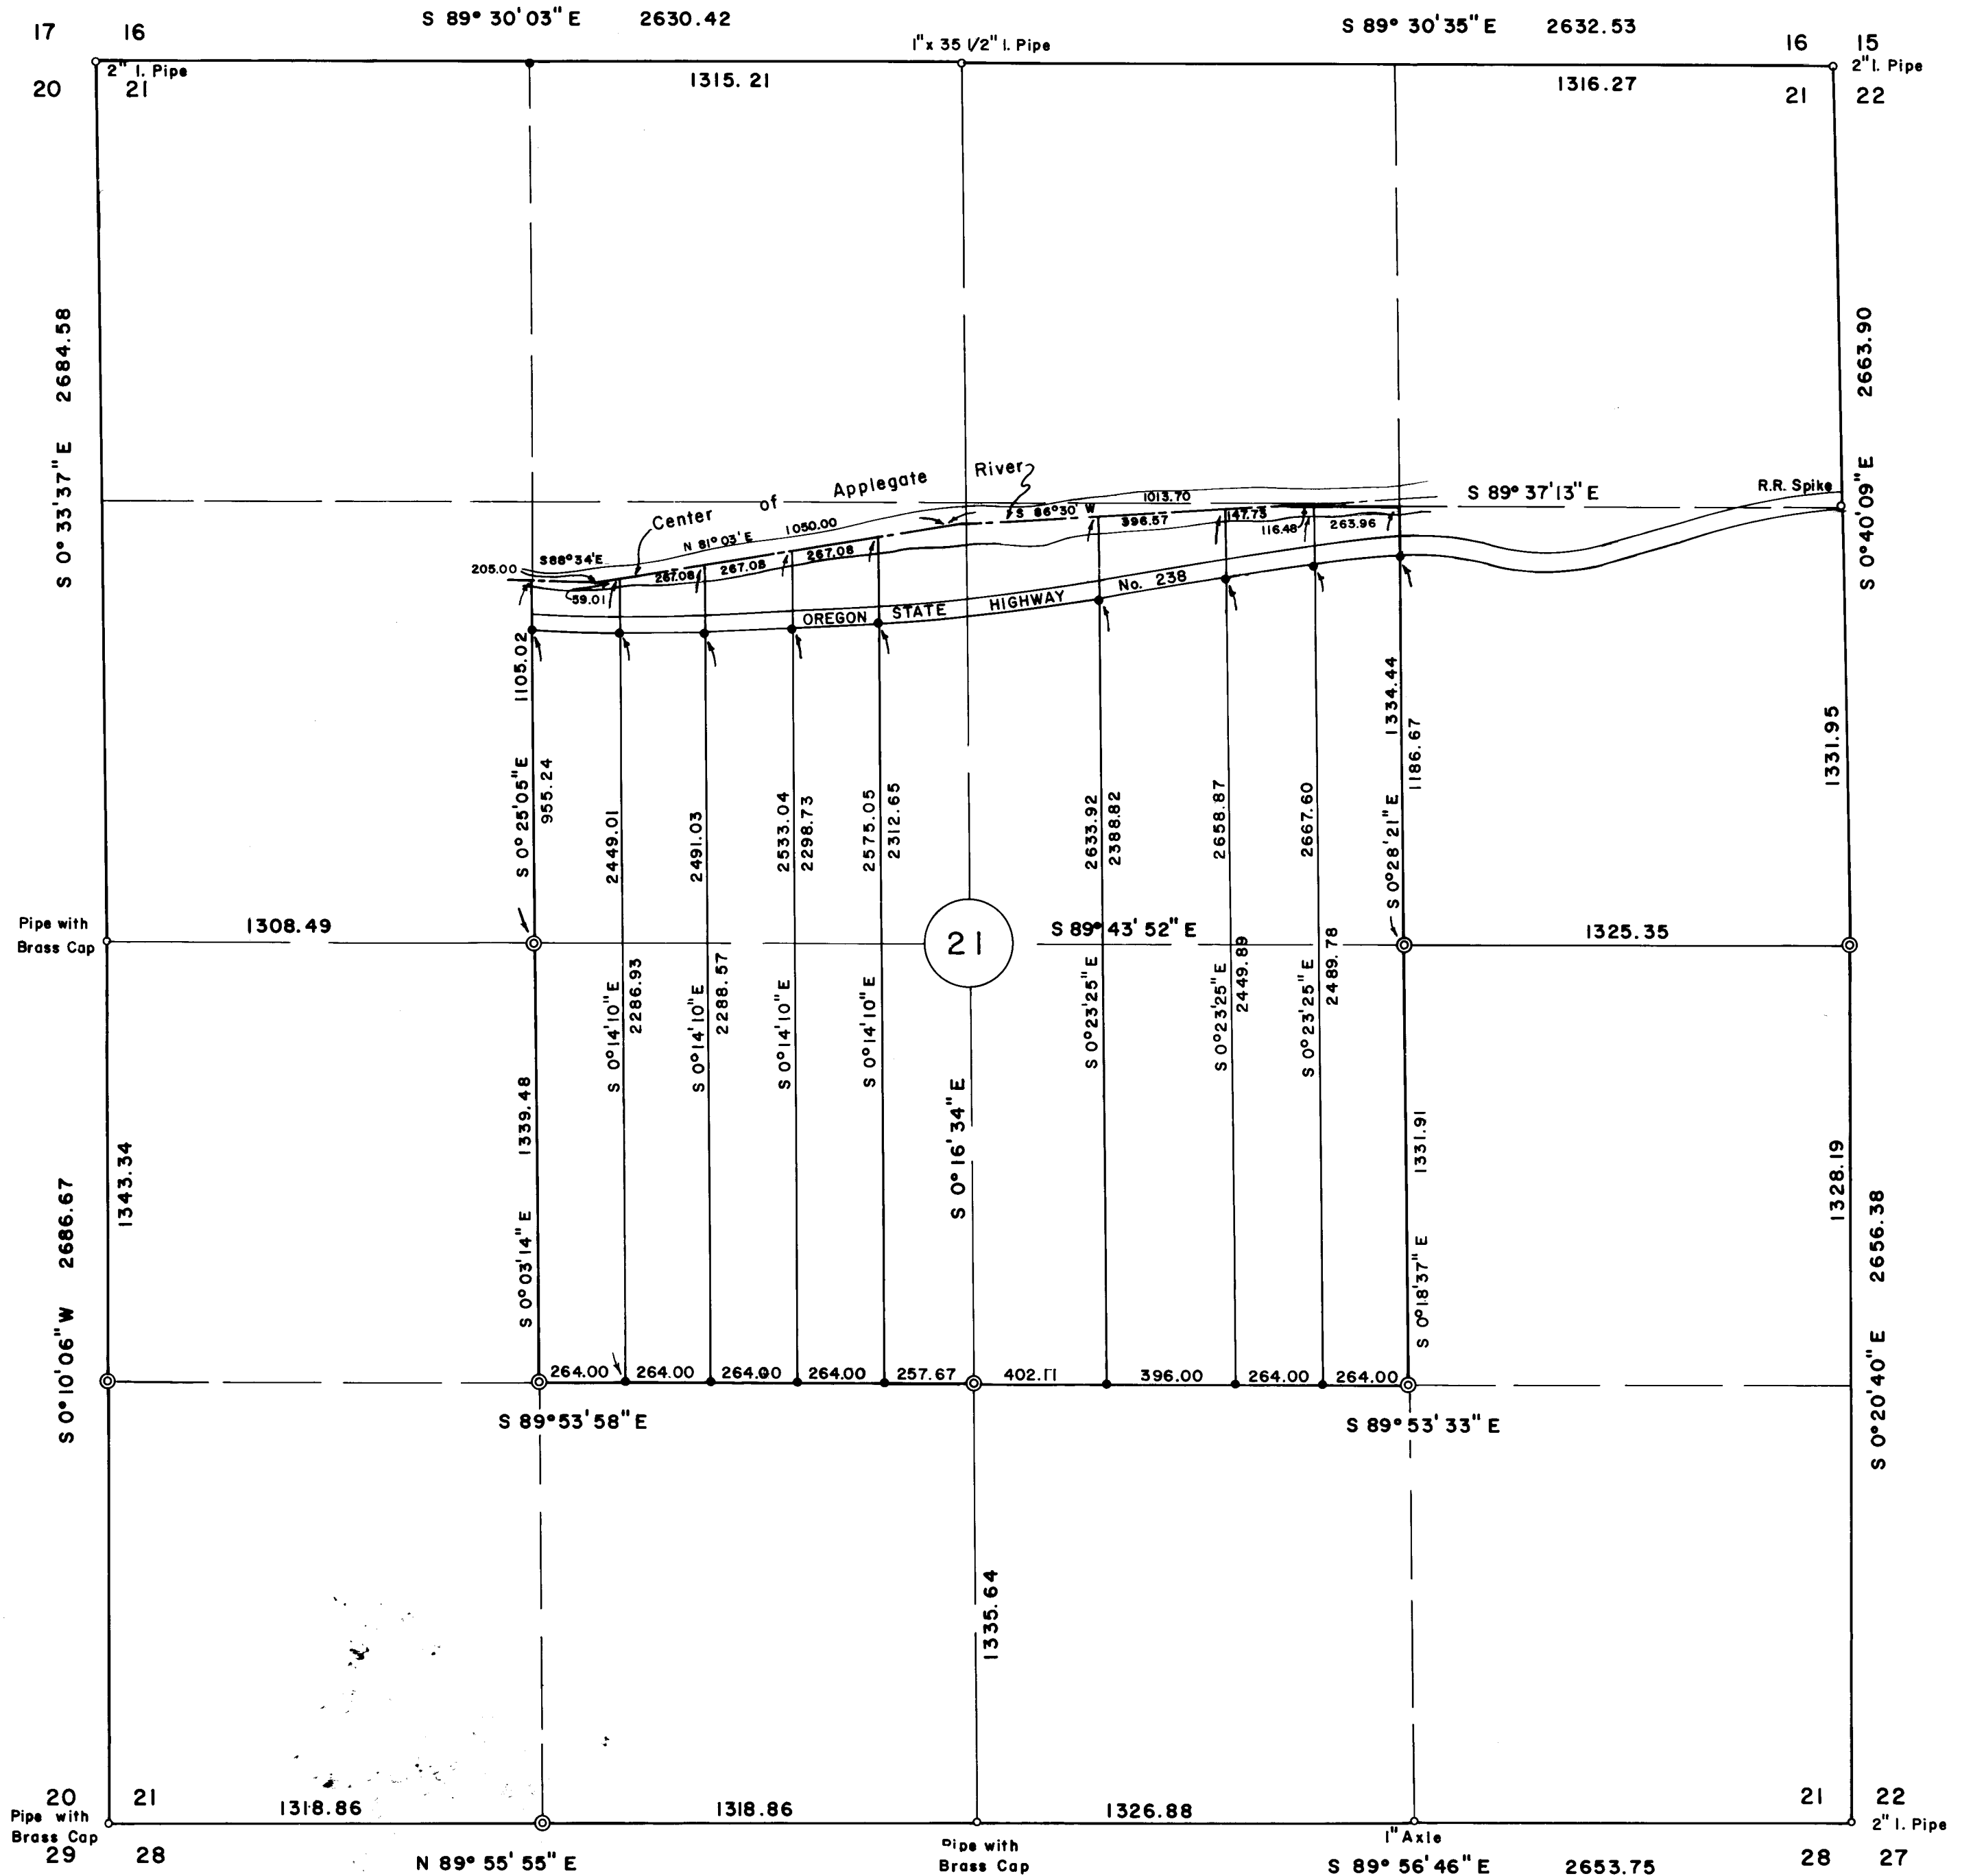 S 89° 30' 03" E 2630.42
S 89° 30' 35" E 2632.53
17 16
1" x 35 1/2" I. Pipe
16 15
2" I. Pipe
2" I. Pipe
20 21
1315. 21
1316.27
21 22
S 0° 33' 37" E 2684.58
S 0° 40' 09" E 2663.90
Center of Applegate River
1013.70
S 89° 37' 13" E
R.R. Spike
S 86° 30' W
N 81° 03' E 1050.00
396.57
147.73
116.48
263.96
S 88° 34' E
205.00
267.08
267.08
267.08
59.01
OREGON STATE HIGHWAY No. 238
1105.02
S 0° 25' 05" E
955.24
2449.01
2491.03
2533.04
2298.73
2575.05
2312.65
2633.92
2388.82
2658.87
2667.60
1334.44
1186.67
S 0° 28' 21" E
1331.95
Pipe with
Brass Cap
1308.49
21
S 89° 43' 52" E
1325.35
S 0° 14' 10" E
2286.93
S 0° 14' 10" E
2288.57
S 0° 14' 10" E
S 0° 14' 10" E
S 0° 23' 25" E
S 0° 23' 25" E
2449.89
S 0° 23' 25" E
2489.78
S 0° 10' 06" W 2686.67
1343.34
S 0° 03' 14" E 1339.48
S 0° 16' 34" E
S 0° 18' 37" E 1331.91
1328.19
S 0° 20' 40" E 2656.38
264.00 264.00 264.00 264.00 257.67 402.11 396.00 264.00 264.00
S 89° 53' 58" E
S 89° 53' 33" E
1335.64
20 21
1318.86
1318.86
1326.88
21 22
Pipe with
Brass Cap
2" I. Pipe
1" Axle
Pipe with
Brass Cap
29 28
N 89° 55' 55" E
S 89° 56' 46" E 2653.75
28 27